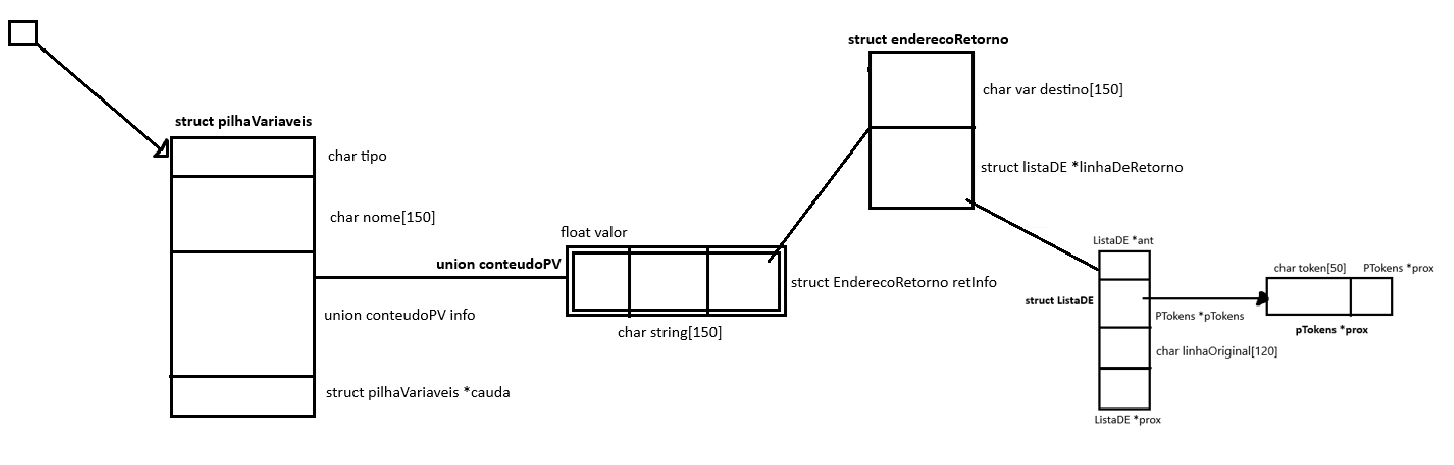 struct enderecoRetorno
char var destino[150]
struct pilhaVariaveis
char tipo
struct listaDE *linhaDeRetorno
char nome[150]
float valor
ListaDE *ant
union conteudoPV
char token[50]
PTokens *prox
struct EnderecoRetorno retInfo
struct ListaDE
union conteudoPV info
PTokens *pTokens
char string[150]
pTokens *prox
char linhaOriginal[120]
struct pilhaVariaveis *cauda
ListaDE *prox